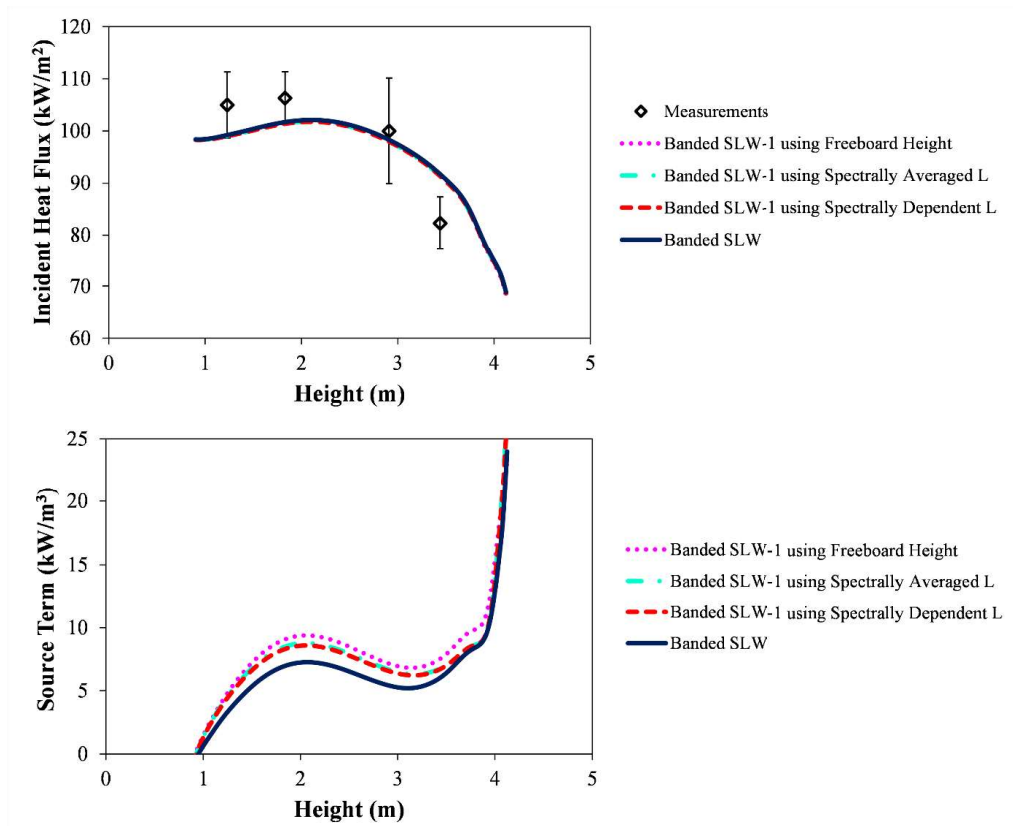 Incident Heat Flux (kW/m²)
120
110
100
90
80
70
60
0
1
2
3
4
5
Height (m)
Measurements
Banded SLW-1 using Freeboard Height
Banded SLW-1 using Spectrally Averaged L
Banded SLW-1 using Spectrally Dependent L
Banded SLW
Source Term (kW/m³)
25
20
15
10
5
0
0
1
2
3
4
5
Height (m)
Banded SLW-1 using Freeboard Height
Banded SLW-1 using Spectrally Averaged L
Banded SLW-1 using Spectrally Dependent L
Banded SLW